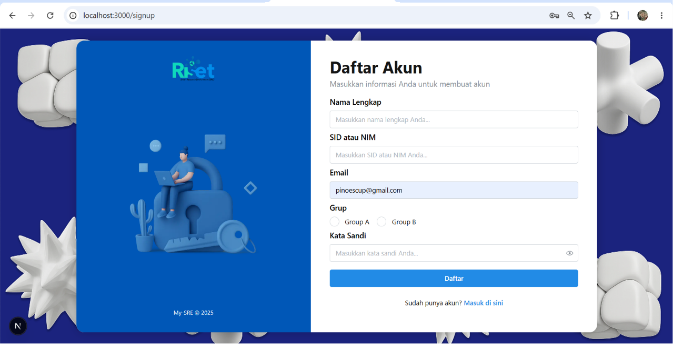 localhost:3000/signup
Riset
Daftar Akun
Masukkan informasi Anda untuk membuat akun
Nama Lengkap
Masukkan nama lengkap Anda...
SID atau NIM
Masukkan SID atau NIM Anda...
Email
pincescup@gmail.com
Grup
Group A
Group B
Kata Sandi
Masukkan kata sandi Anda...
Daftar
Sudah punya akun? Masuk di sini
My SRE © 2025
N